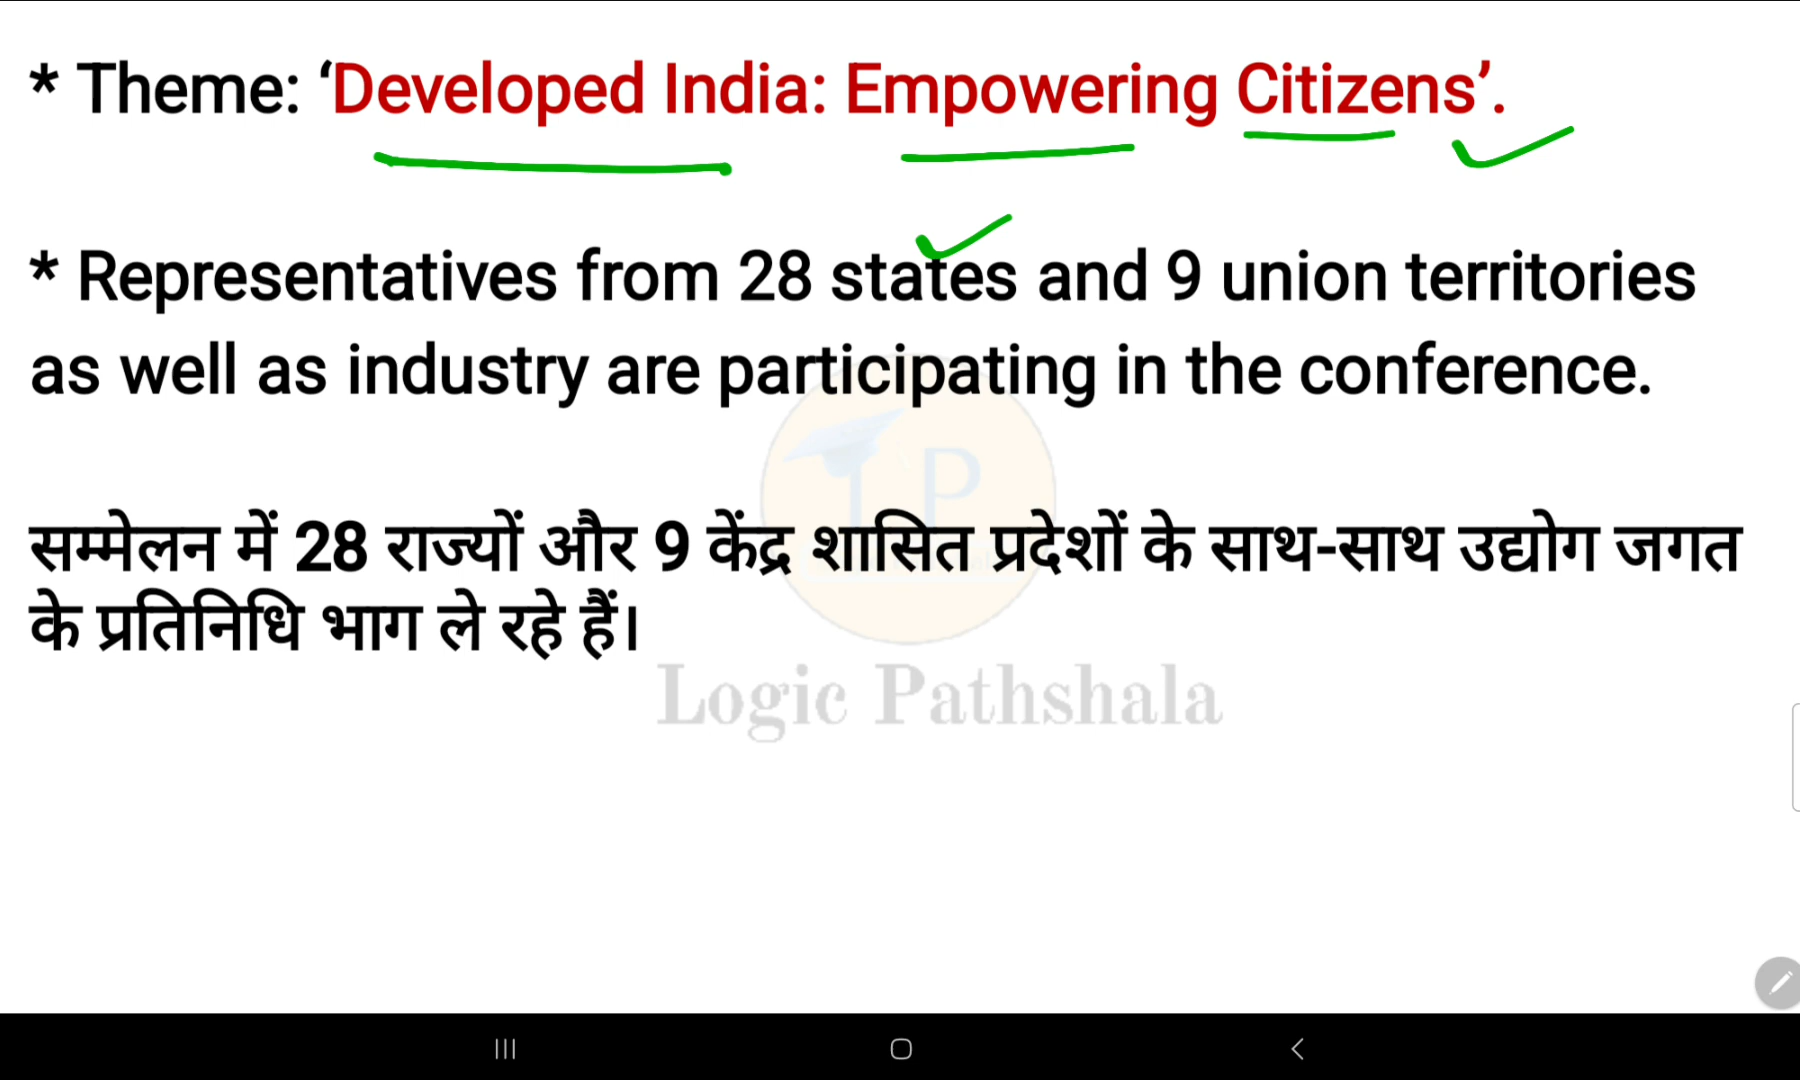 * Theme: ‘Developed India: Empowering Citizens’.
* Representatives from 28 states and 9 union territories
as well as industry are participating in the conference.
P
सम्मेलन में 28 राज्यों और 9 केंद्र शासित प्रदेशों के साथ-साथ उद्योग जगत
के प्रतिनिधि भाग ले रहे हैं।
Logic Pathshala